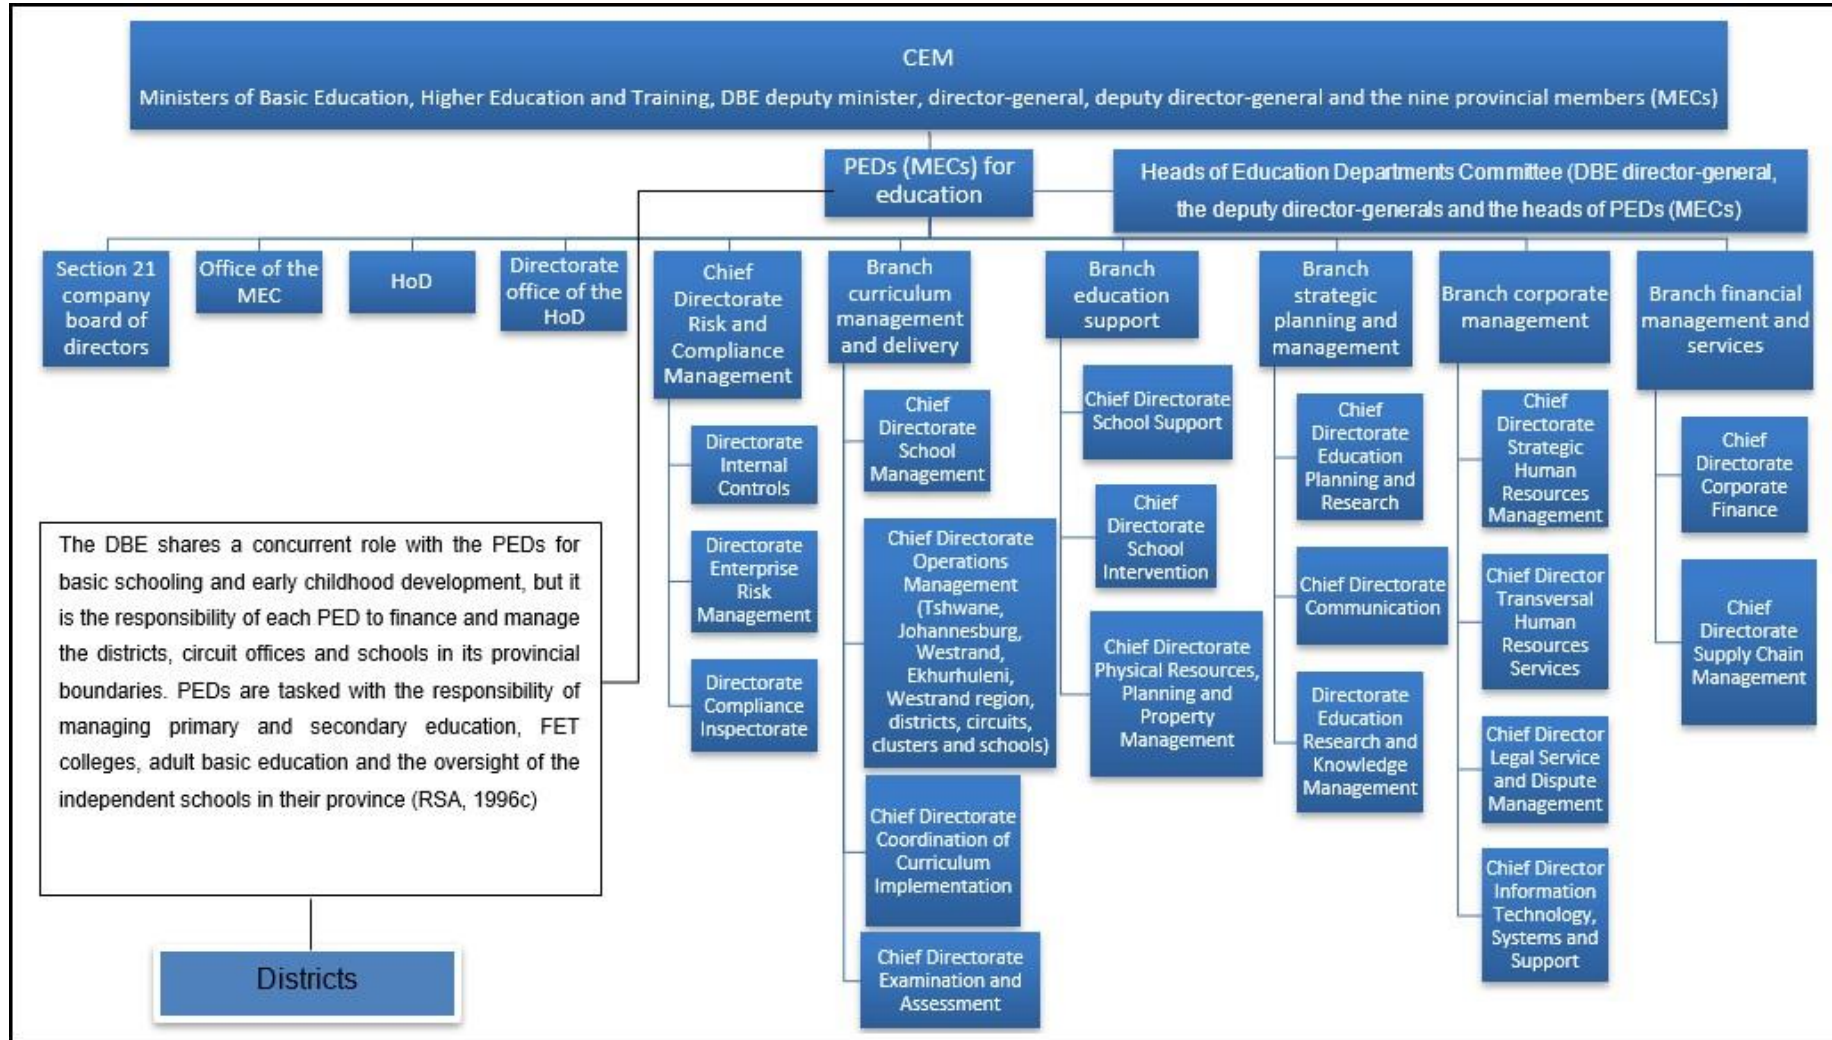 CEM
Ministers of Basic Education, Higher Education and Training, DBE deputy minister, director-general, deputy director-general and the nine provincial members (MECs)
PEDs (MECs) for
education
Heads of Education Departments Committee (DBE director-general,
the deputy director-generals and the heads of PEDs (MECs)
Section 21
company
board of
directors
Office of the
MEC
HoD
Directorate
office of the
HoD
Chief
Directorate
Risk and
Compliance
Management
Directorate
Internal
Controls
Directorate
Enterprise
Risk
Management
Directorate
Compliance
Inspectorate
Branch
curriculum
management
and delivery
Chief
Directorate
School
Management
Chief Directorate
Operations
Management
(Tshwane,
Johannesburg,
Westrand,
Ekhurhuleni,
Westrand region,
districts, circuits,
clusters and schools)
Chief Directorate
Coordination of
Curriculum
Implementation
Chief Directorate
Examination and
Assessment
Branch
education
support
Chief Directorate
School Support
Chief
Directorate
School
Intervention
Chief Directorate
Physical Resources,
Planning and
Property
Management
Branch
strategic
planning and
management
Chief
Directorate
Education
Planning and
Research
Chief Directorate
Communication
Directorate
Education
Research and
Knowledge
Management
Branch corporate
management
Chief
Directorate
Strategic
Human
Resources
Management
Chief Director
Transversal
Human
Resources
Services
Chief Director
Legal Service
and Dispute
Management
Chief Director
Information
Technology,
Systems and
Support
Branch financial
management and
services
Chief
Directorate
Corporate
Finance
Chief
Directorate
Supply Chain
Management
The DBE shares a concurrent role with the PEDs for
basic schooling and early childhood development, but it
is the responsibility of each PED to finance and manage
the districts, circuit offices and schools in its provincial
boundaries. PEDs are tasked with the responsibility of
managing primary and secondary education, FET
colleges, adult basic education and the oversight of the
independent schools in their province (RSA, 1996c)
Districts